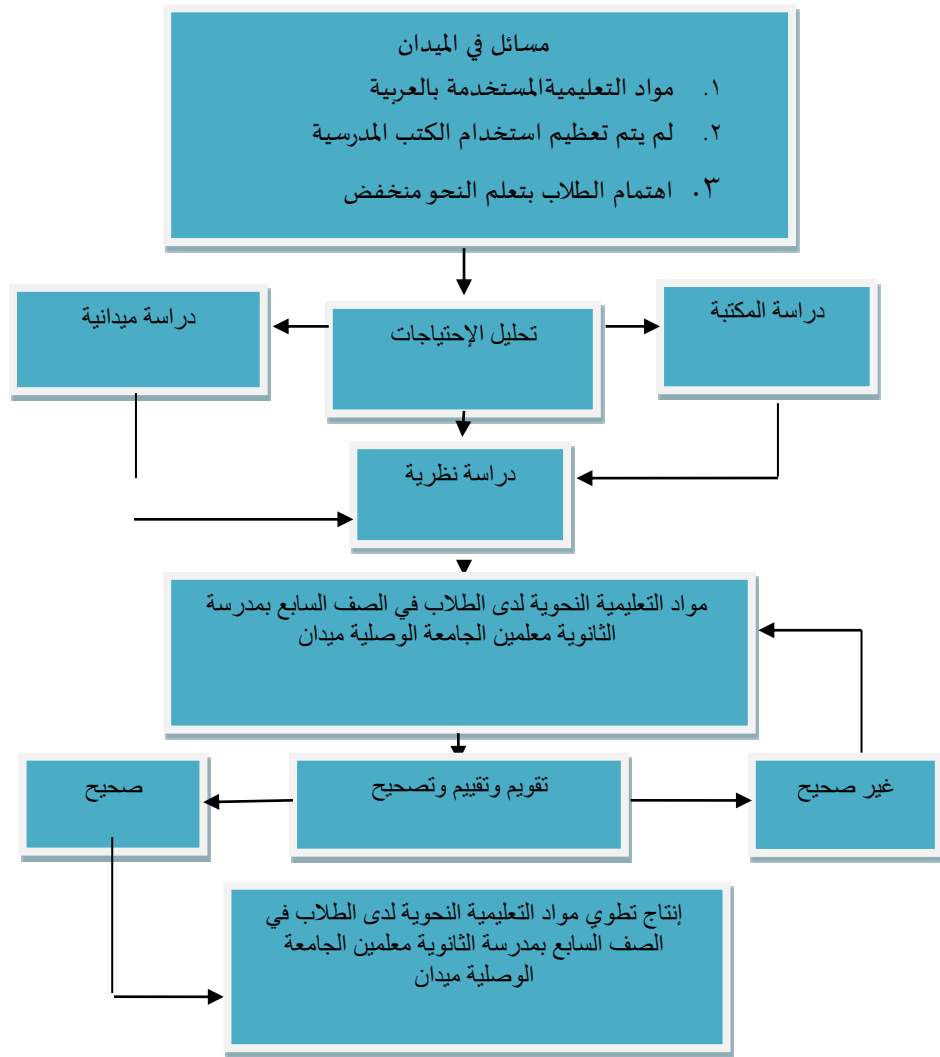 مسائل في الميدان
١. مواد التعليمية المستخدمة بالعربية
٢. لم يتم تعظيم استخدام الكتب المدرسية
٣. اهتمام الطلاب بتعلم النحو منخفض
دراسة المكتبة
تحليل الإحتياجات
دراسة ميدانية
دراسة نظرية
مواد التعليمية النحوية لدى الطلاب في الصف السابع بمدرسة
الثانوية معلمين الجامعة الوصلية ميدان
غير صحيح
تقويم وتقييم وتصحيح
صحيح
إنتاج تطوي مواد التعليمية النحوية لدى الطلاب في
الصف السابع بمدرسة الثانوية معلمين الجامعة
الوصلية ميدان